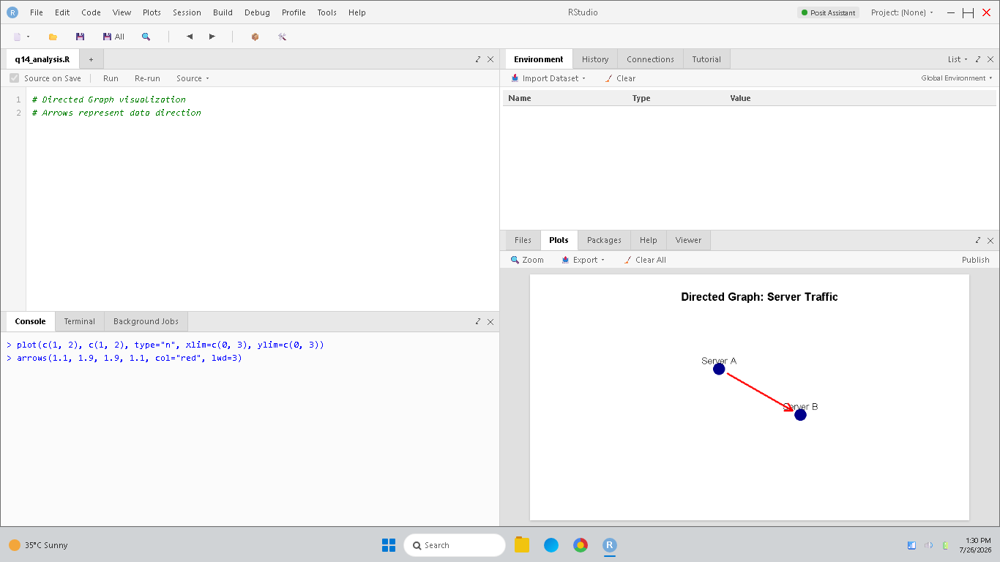 R File Edit Code View Plots Session Build Debug Profile Tools Help RStudio Posit Assistant Project: (None)
All
q14_analysis.R +
Source on Save Run Re-run Source
1 # Directed Graph visualization
2 # Arrows represent data direction
Console Terminal Background Jobs
> plot(c(1, 2), c(1, 2), type="n", xlim=c(0, 3), ylim=c(0, 3))
> arrows(1.1, 1.9, 1.9, 1.1, col="red", lwd=3)
Environment History Connections Tutorial List
Import Dataset Clear Global Environment
Name Type Value
Files Plots Packages Help Viewer
Zoom Export Clear All Publish
Directed Graph: Server Traffic
Server A
Server B
35°C Sunny Search R 1:30 PM
7/26/2026